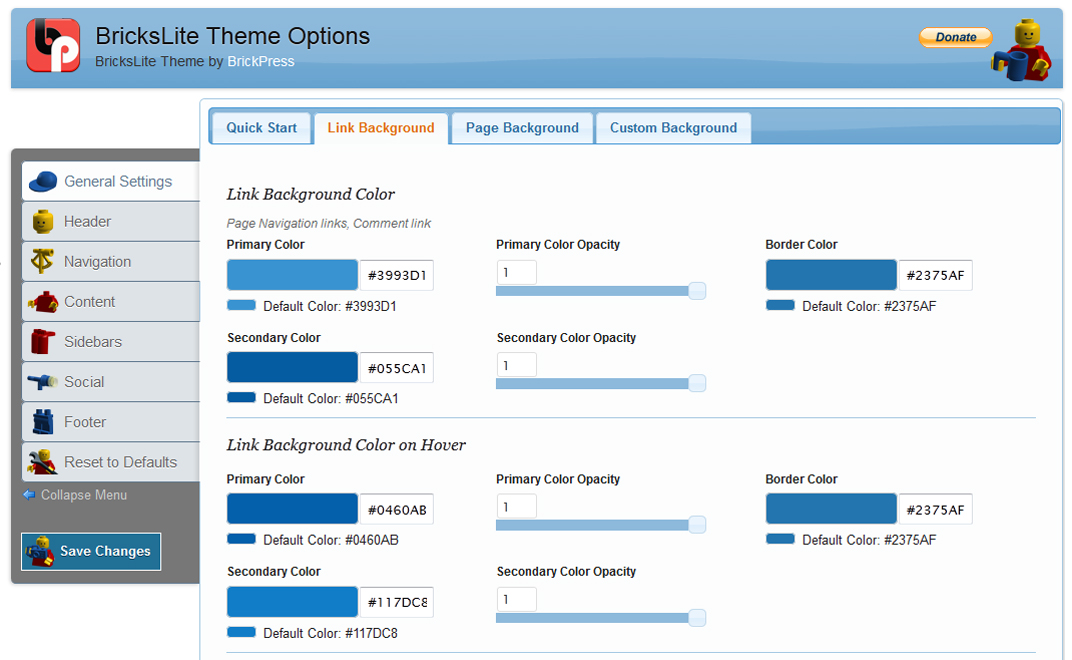 bp
BricksLite Theme Options
BricksLite Theme by BrickPress
Donate
Quick Start
Link Background
Page Background
Custom Background
General Settings
Header
Navigation
Content
Sidebars
Social
Footer
Reset to Defaults
Collapse Menu
Save Changes
Link Background Color
Page Navigation links, Comment link
Primary Color
Primary Color Opacity
Border Color
#3993D1
1
#2375AF
Default Color: #3993D1
Default Color: #2375AF
Secondary Color
Secondary Color Opacity
#055CA1
1
Default Color: #055CA1
Link Background Color on Hover
Primary Color
Primary Color Opacity
Border Color
#0460AB
1
#2375AF
Default Color: #0460AB
Default Color: #2375AF
Secondary Color
Secondary Color Opacity
#117DC8
1
Default Color: #117DC8